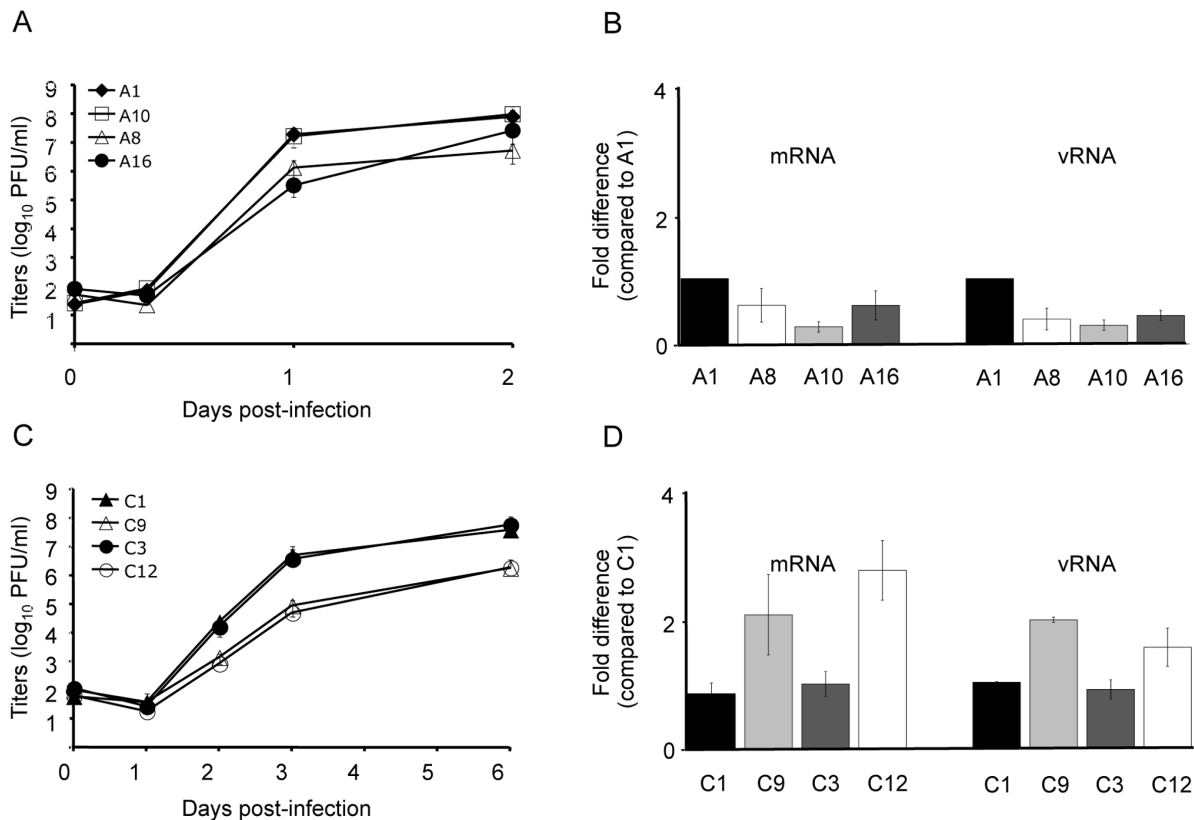 A
Titers (log10 PFU/ml)
9
8
7
6
5
4
3
2
1
A1
A10
A8
A16
0
1
2
Days post-infection
B
Fold difference
(compared to A1)
4
2
0
mRNA
vRNA
A1 A8 A10 A16
A1 A8 A10 A16
C
Titers (log10 PFU/ml)
9
8
7
6
5
4
3
2
1
C1
C9
C3
C12
0 1 2 3 4 5 6
Days post-infection
D
Fold difference
(compared to C1)
4
2
0
mRNA
vRNA
C1 C9 C3 C12
C1 C9 C3 C12